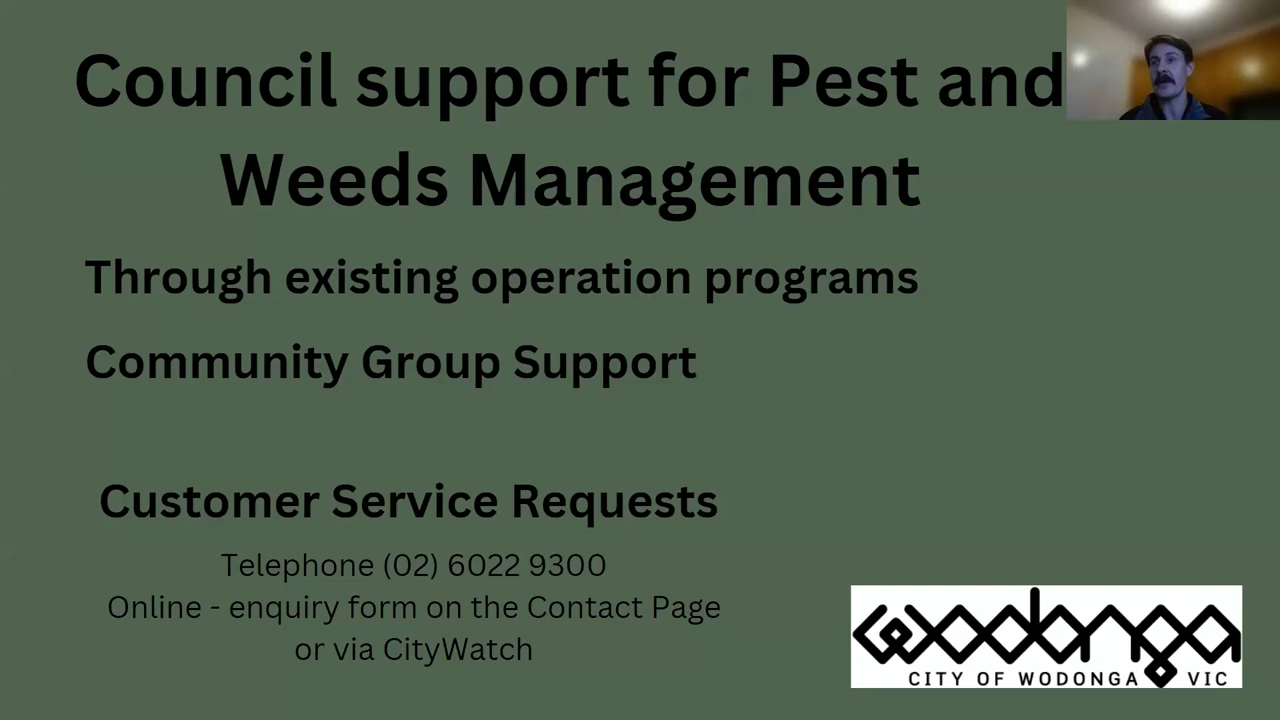 Council support for Pest and
Weeds Management
Through existing operation programs
Community Group Support
Customer Service Requests
Telephone (02) 6022 9300
Online - enquiry form on the Contact Page
or via CityWatch
wodonga
CITY OF WODONGA VIC